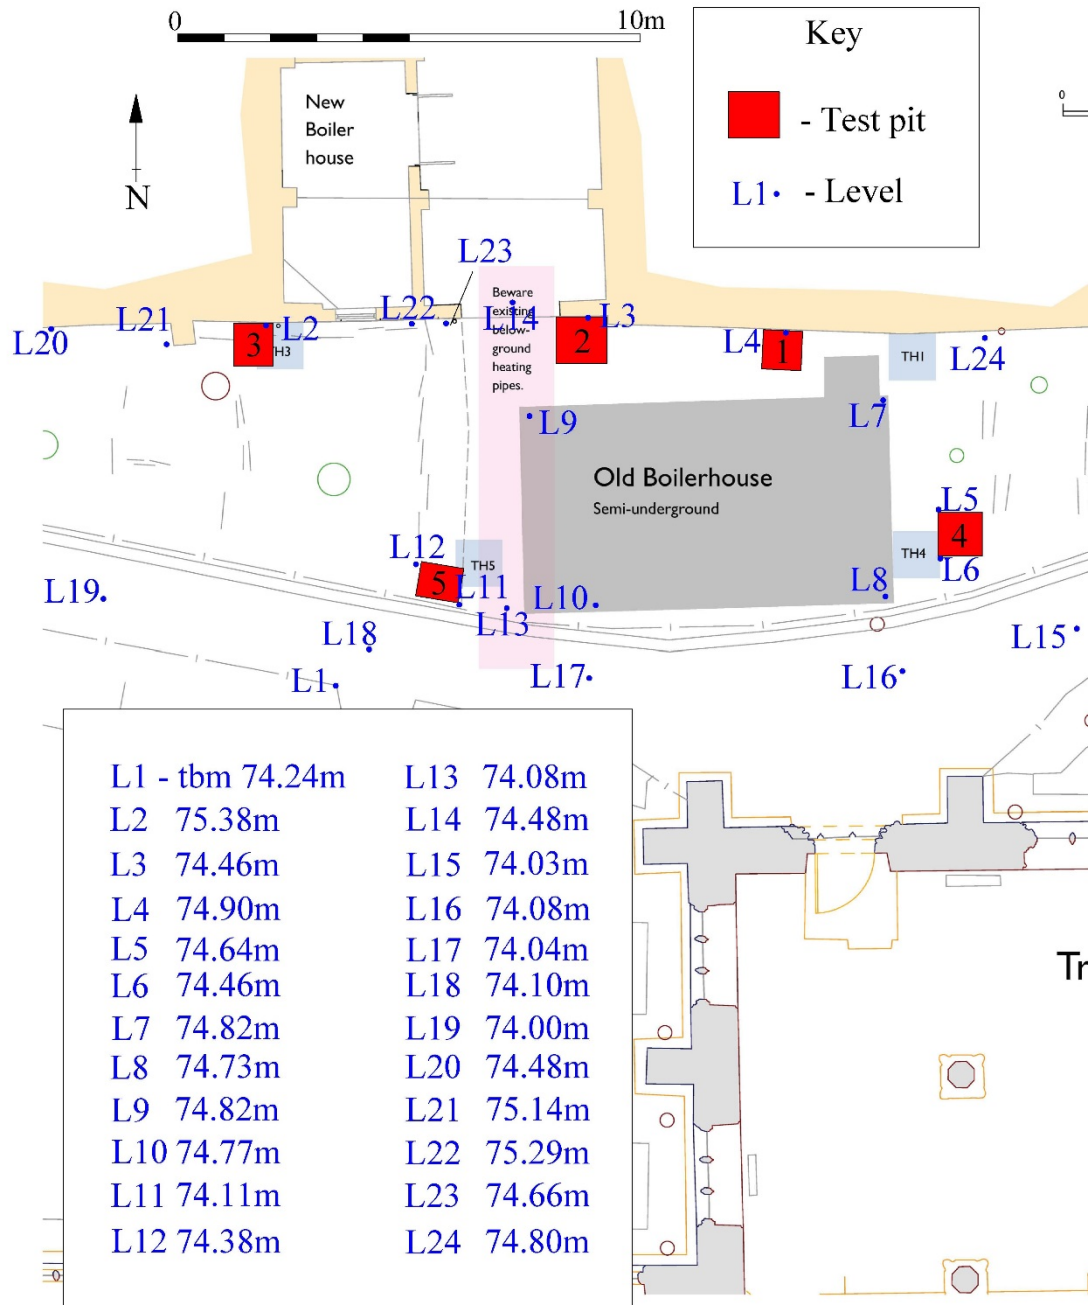 0 10m
Key
- Test pit
L1 - Level
0
N
New
Boiler
house
L23
Beware
existing
below-
ground
heating
pipes.
L20
L21
L2
L22
L14
L3
L4
L24
3
TH3
2
1
TH1
L9
L7
Old Boilerhouse
Semi-underground
L5
4
TH4
L6
L12
TH5
5
L11
L13
L10
L8
L19
L18
L1
L17
L16
L15
L1 - tbm 74.24m
L2 75.38m
L3 74.46m
L4 74.90m
L5 74.64m
L6 74.46m
L7 74.82m
L8 74.73m
L9 74.82m
L10 74.77m
L11 74.11m
L12 74.38m
L13 74.08m
L14 74.48m
L15 74.03m
L16 74.08m
L17 74.04m
L18 74.10m
L19 74.00m
L20 74.48m
L21 75.14m
L22 75.29m
L23 74.66m
L24 74.80m
Tr